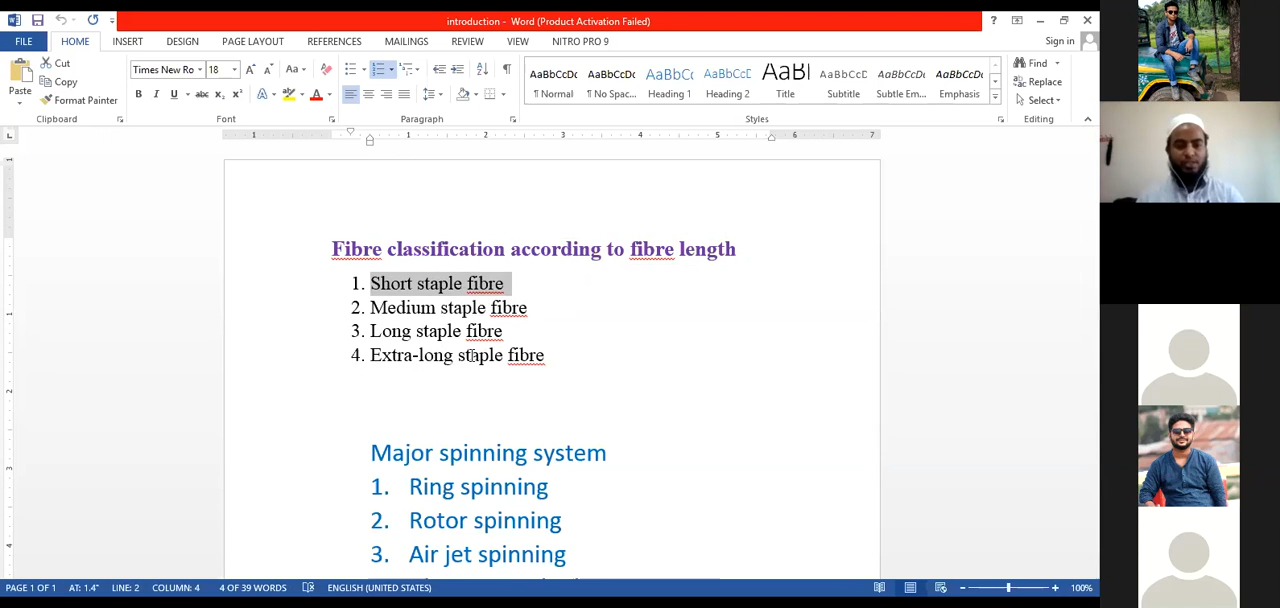 introduction - Word (Product Activation Failed)
FILE HOME INSERT DESIGN PAGE LAYOUT REFERENCES MAILINGS REVIEW VIEW NITRO PRO 9 Sign in
Paste
Cut
Copy
Format Painter
Times New Ro 18
AaBbCcDc AaBbCcDc AaBbCc AaBbCcC AaB AaBbCcD AaBbCcDc AaBbCcDc
¶ Normal ¶ No Spac... Heading 1 Heading 2 Title Subtitle Subtle Em... Emphasis
Find
Replace
Select
Clipboard Font Paragraph Styles Editing
Fibre classification according to fibre length
1. Short staple fibre
2. Medium staple fibre
3. Long staple fibre
4. Extra-long staple fibre
Major spinning system
1. Ring spinning
2. Rotor spinning
3. Air jet spinning
PAGE 1 OF 1 AT: 1.4" LINE: 2 COLUMN: 4 4 OF 39 WORDS ENGLISH (UNITED STATES) 100%